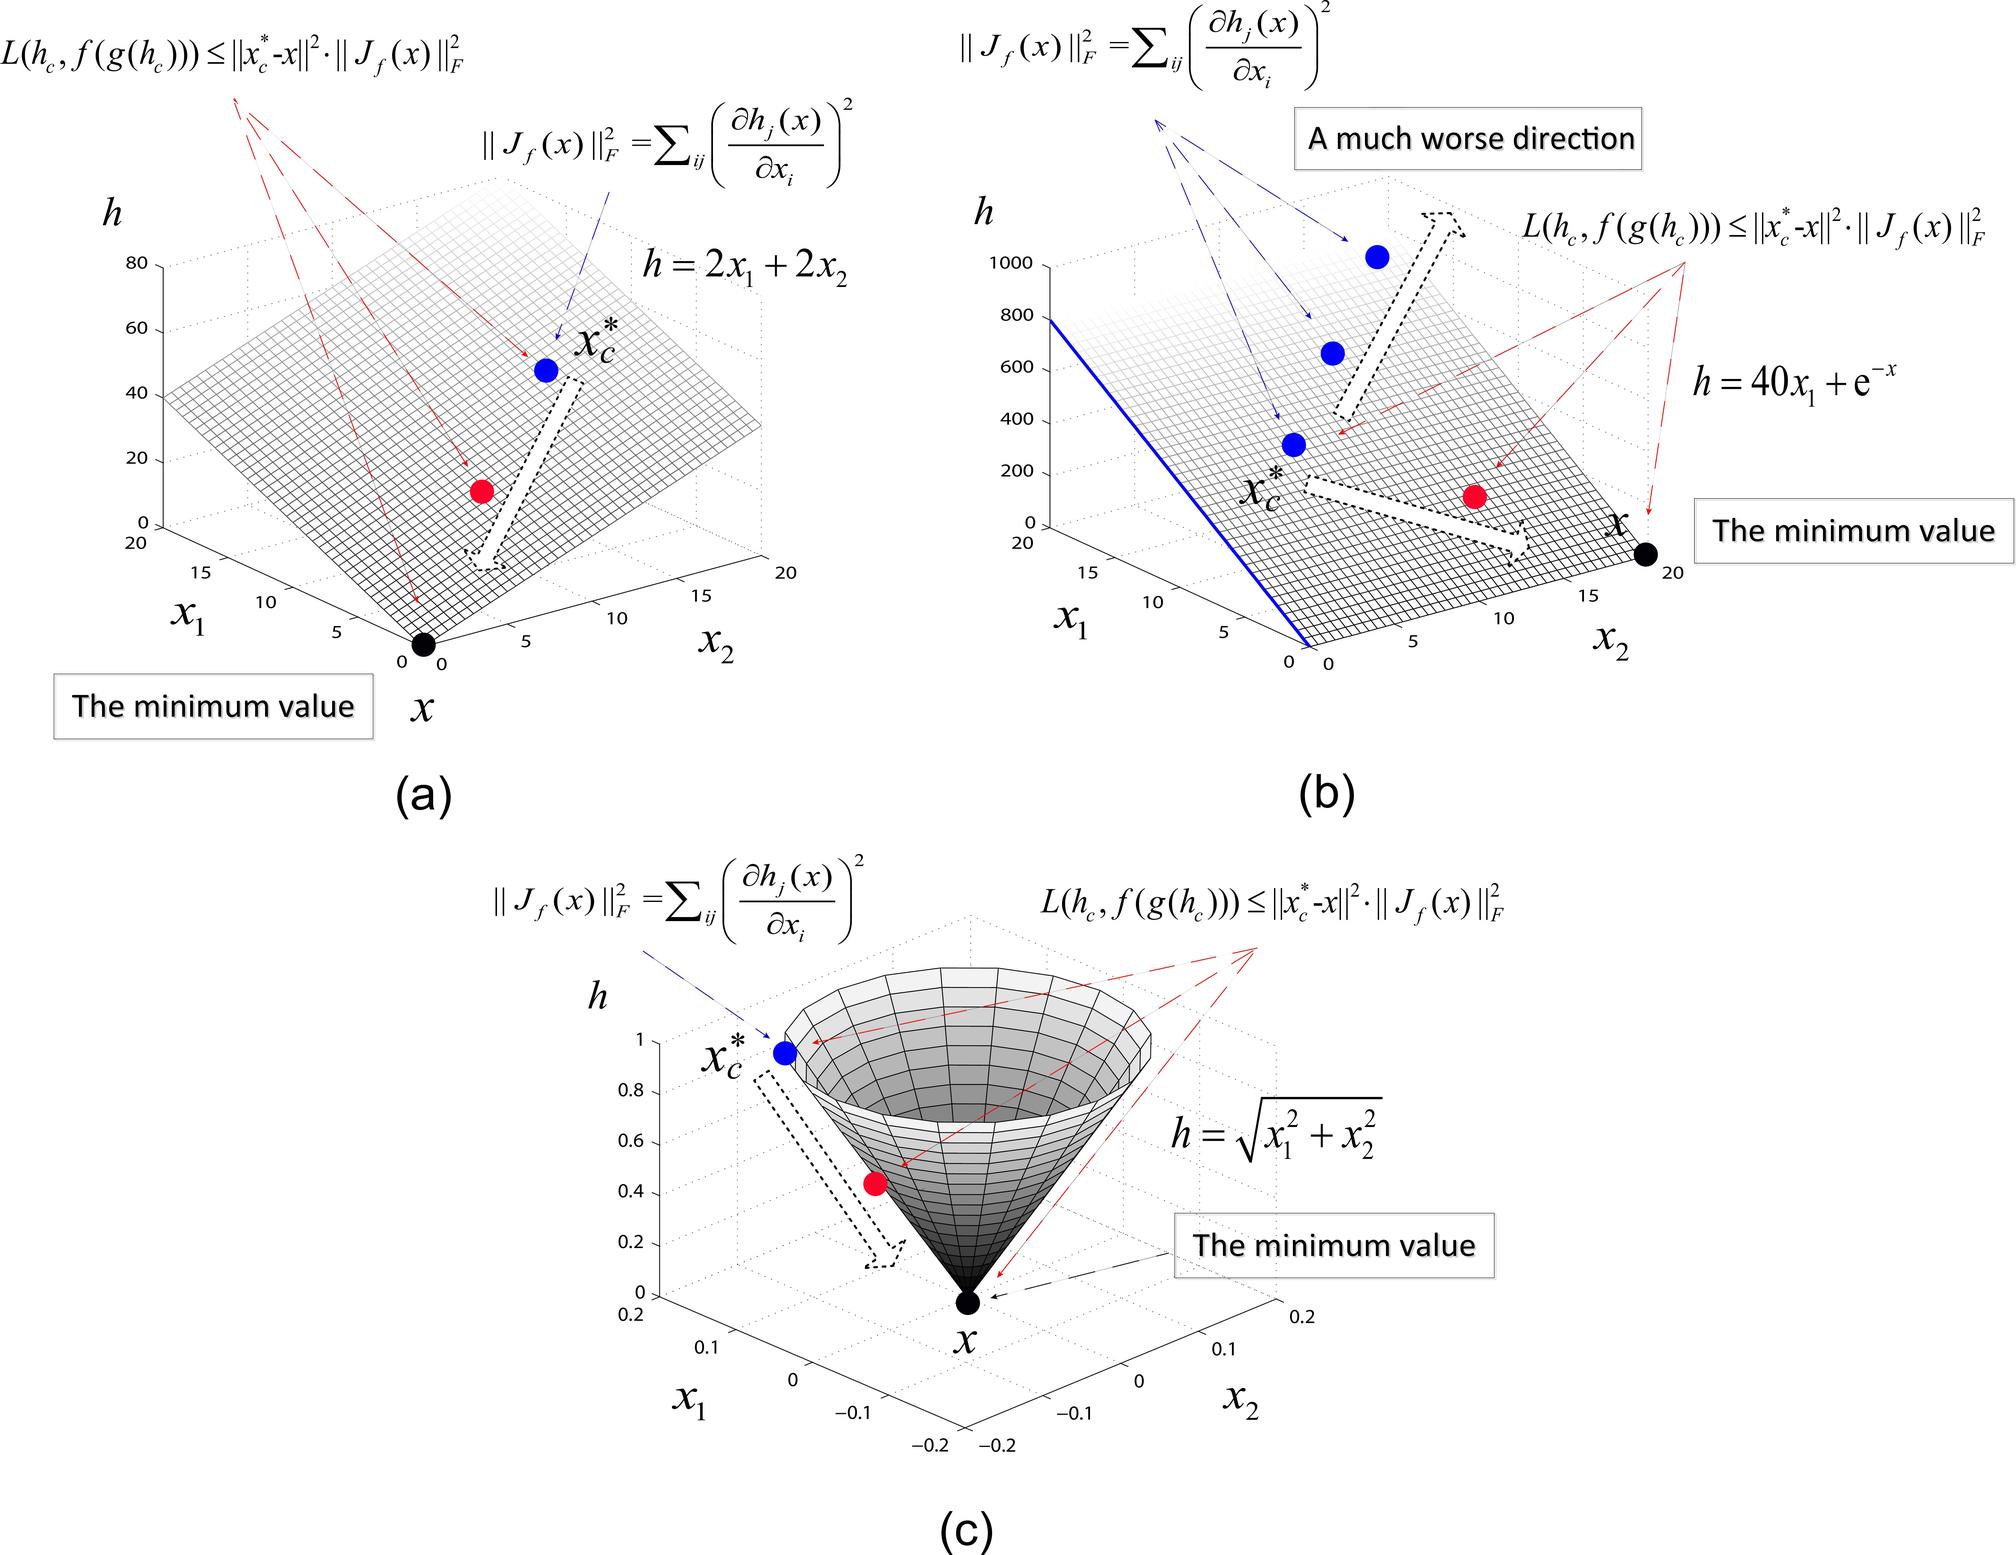 L(h_c, f(g(h_c))) ≤ ||x_c^*-x||^2 · || J_f(x) ||_F^2
|| J_f(x) ||_F^2 = ∑_ij (∂h_j(x)/∂x_i)^2
h
h = 2x_1 + 2x_2
80
60
40
20
0
x_c^*
20
15
10
5
0
x_1
0
5
10
15
20
x_2
The minimum value
x
(a)
|| J_f(x) ||_F^2 = ∑_ij (∂h_j(x)/∂x_i)^2
A much worse direction
h
L(h_c, f(g(h_c))) ≤ ||x_c^*-x||^2 · || J_f(x) ||_F^2
1000
800
600
400
200
0
h = 40x_1 + e^{-x}
x_c^*
x
The minimum value
20
15
10
5
0
x_1
0
5
10
15
20
x_2
(b)
|| J_f(x) ||_F^2 = ∑_ij (∂h_j(x)/∂x_i)^2
L(h_c, f(g(h_c))) ≤ ||x_c^*-x||^2 · || J_f(x) ||_F^2
h
x_c^*
1
0.8
0.6
0.4
0.2
0
h = √(x_1^2 + x_2^2)
The minimum value
x
0.2
0.1
0
−0.1
−0.2
x_1
−0.2
−0.1
0
0.1
0.2
x_2
(c)